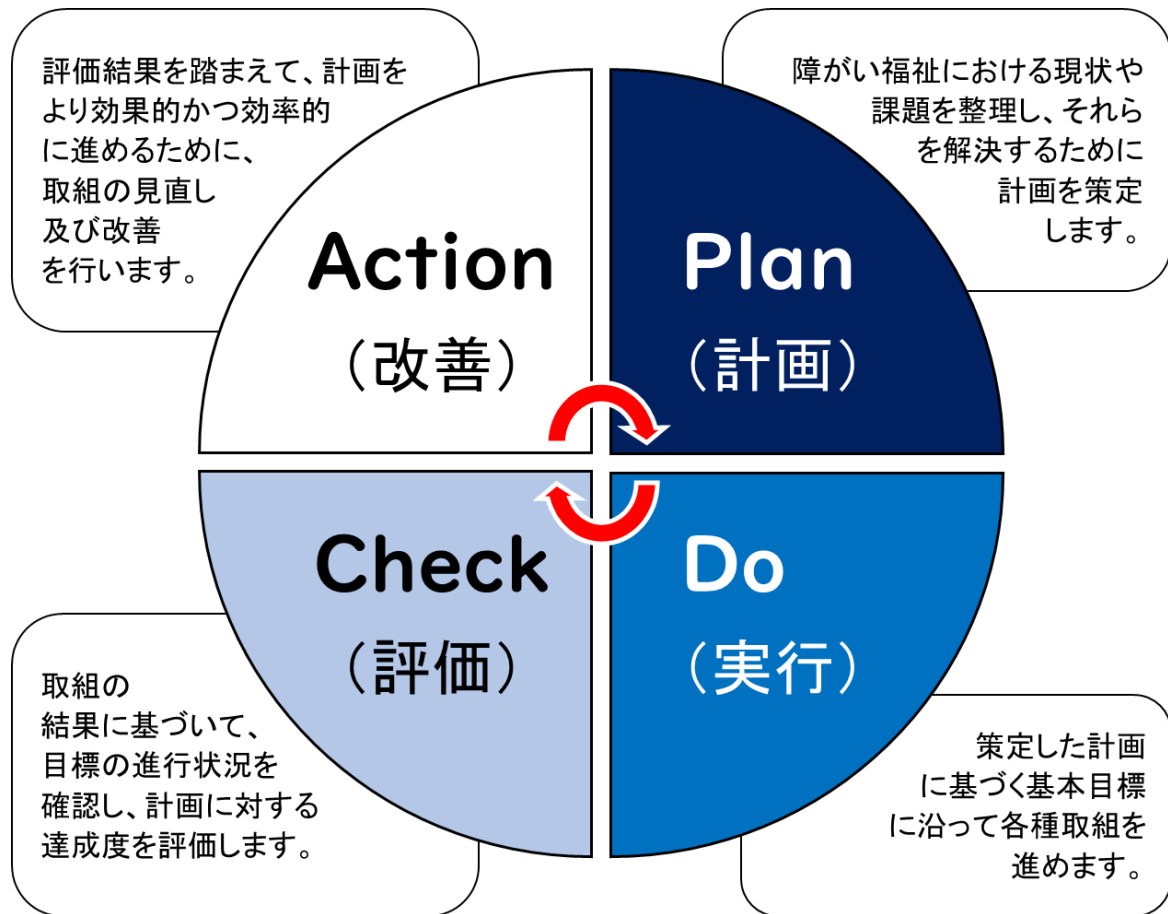 評価結果を踏まえて、計画を
より効果的かつ効率的
に進めるために、
取組の見直し
及び改善
を行います。
Action
（改善）
障がい福祉における現状や
課題を整理し、それら
を解決するために
計画を策定
します。
Plan
（計画）
Check
（評価）
取組の
結果に基づいて、
目標の進行状況を
確認し、計画に対する
達成度を評価します。
Do
（実行）
策定した計画
に基づく基本目標
に沿って各種取組を
進めます。